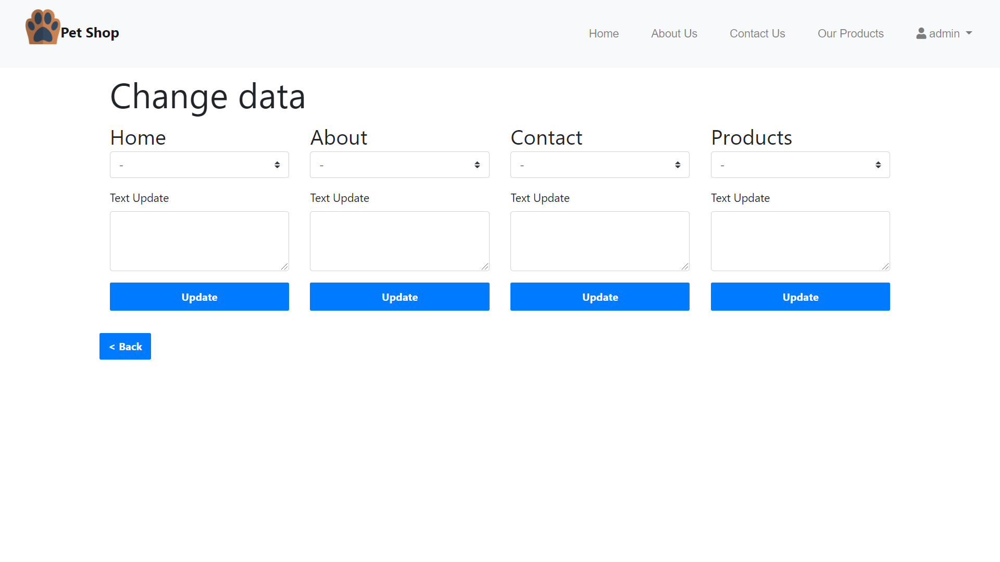 Pet Shop
Home About Us Contact Us Our Products admin
Change data
Home About Contact Products
- - - -
Text Update Text Update Text Update Text Update
Update Update Update Update
< Back